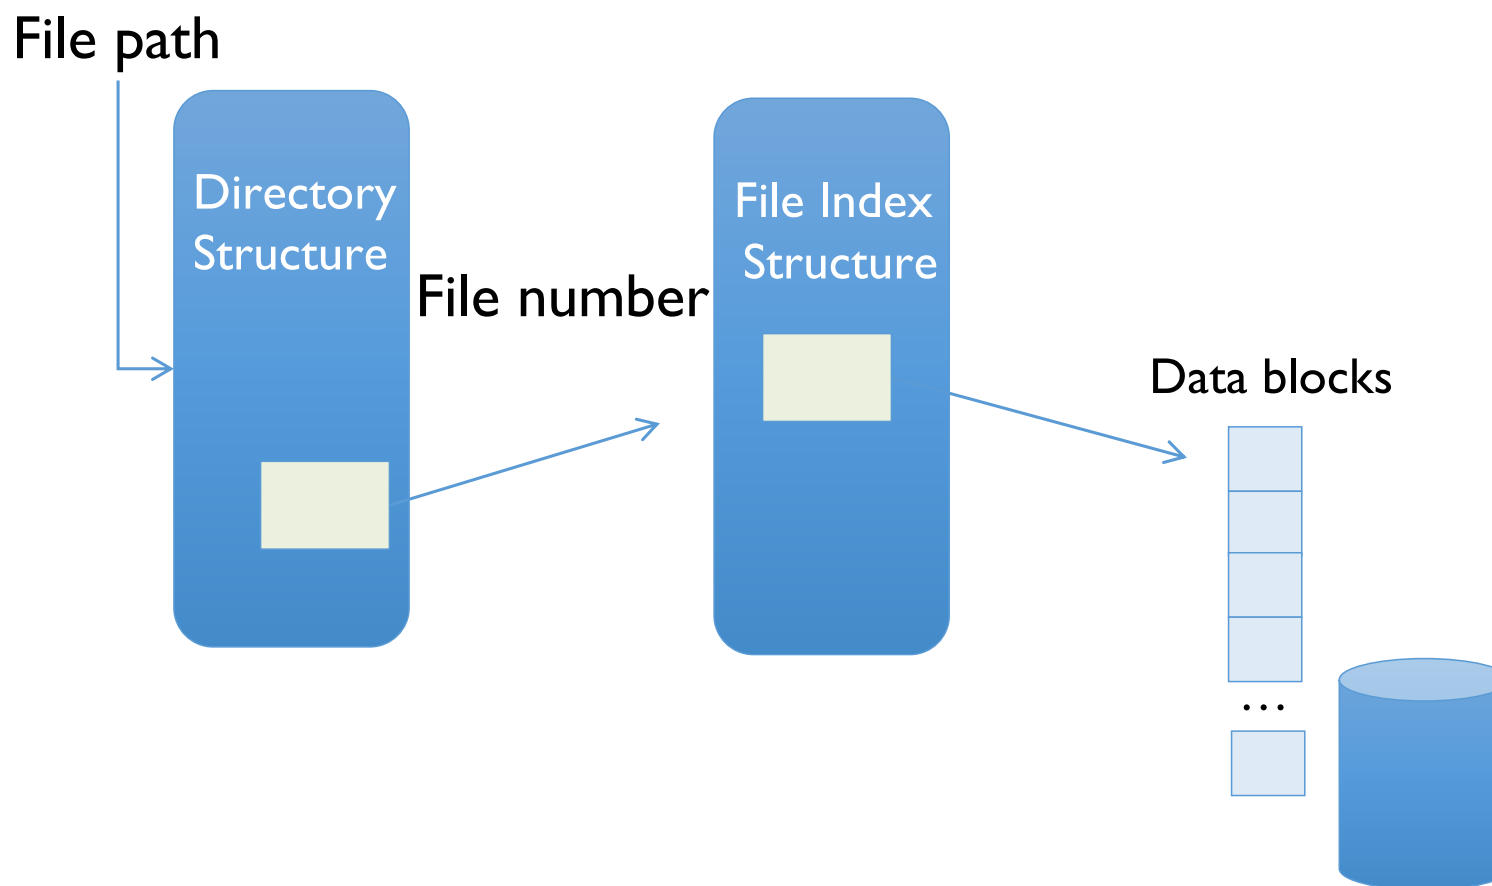 File path
Directory
Structure
File number
File Index
Structure
Data blocks
...